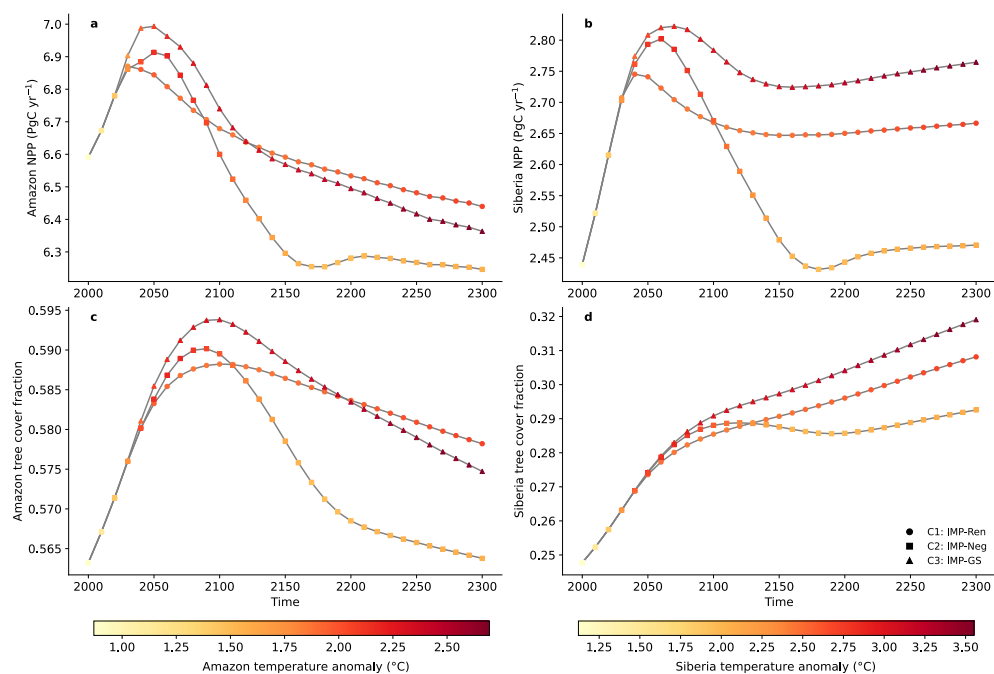 a
7.0
6.9
6.8
6.7
6.6
6.5
6.4
6.3
Amazon NPP (PgC yr⁻¹)
2000 2050 2100 2150 2200 2250 2300
b
2.80
2.75
2.70
2.65
2.60
2.55
2.50
2.45
Siberia NPP (PgC yr⁻¹)
2000 2050 2100 2150 2200 2250 2300
c
0.595
0.590
0.585
0.580
0.575
0.570
0.565
Amazon tree cover fraction
2000 2050 2100 2150 2200 2250 2300
Time
d
0.32
0.31
0.30
0.29
0.28
0.27
0.26
0.25
Siberia tree cover fraction
C1: IMP-Ren
C2: IMP-Neg
C3: IMP-GS
2000 2050 2100 2150 2200 2250 2300
Time
1.00 1.25 1.50 1.75 2.00 2.25 2.50
Amazon temperature anomaly (°C)
1.25 1.50 1.75 2.00 2.25 2.50 2.75 3.00 3.25 3.50
Siberia temperature anomaly (°C)